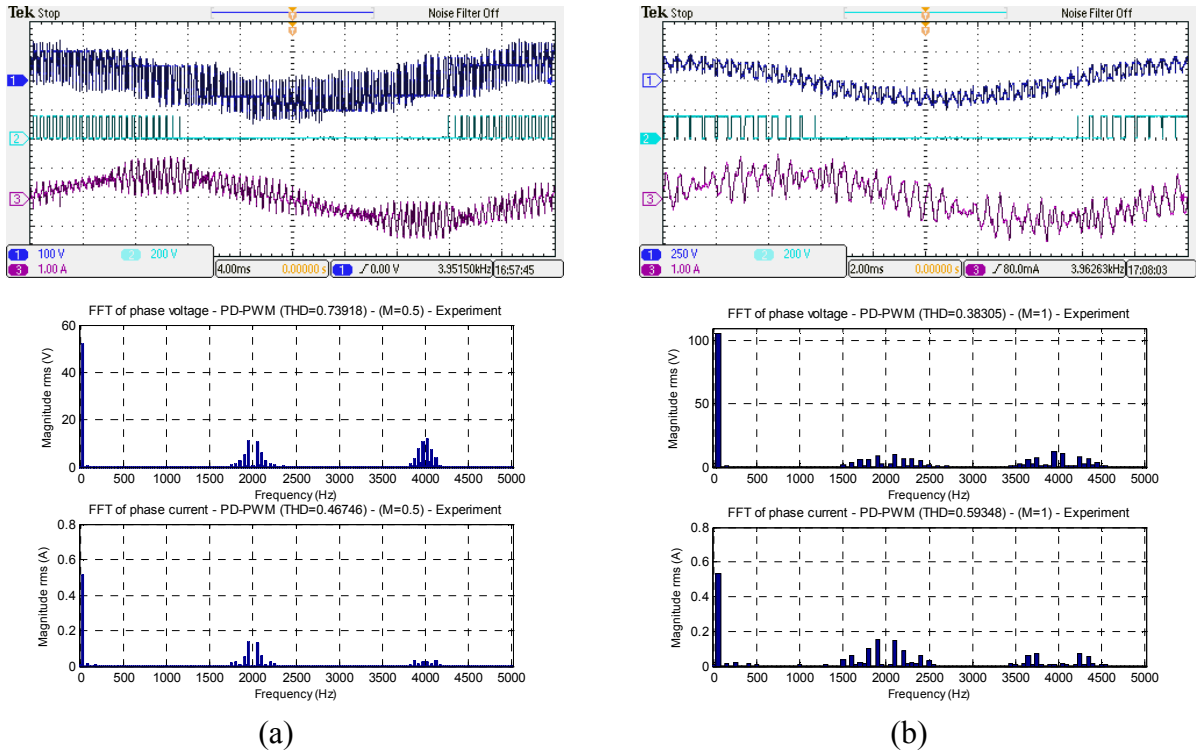 Tek Stop
Noise Filter Off
1
2
3
1 100 V 2 200 V
3 1.00 A
4.00ms 0.00000 s 1 0.00 V 3.95150kHz 16:57:45
FFT of phase voltage - PD-PWM (THD=0.73918) - (M=0.5) - Experiment
Magnitude rms (V)
60
40
20
0
0 500 1000 1500 2000 2500 3000 3500 4000 4500 5000
Frequency (Hz)
FFT of phase current - PD-PWM (THD=0.46746) - (M=0.5) - Experiment
Magnitude rms (A)
0.8
0.6
0.4
0.2
0
0 500 1000 1500 2000 2500 3000 3500 4000 4500 5000
Frequency (Hz)
(a)
Tek Stop
Noise Filter Off
1
2
3
1 250 V 2 200 V
3 1.00 A
2.00ms 0.00000 s 3 80.0mA 3.96263kHz 17:08:03
FFT of phase voltage - PD-PWM (THD=0.38305) - (M=1) - Experiment
Magnitude rms (V)
100
50
0
0 500 1000 1500 2000 2500 3000 3500 4000 4500 5000
Frequency (Hz)
FFT of phase current - PD-PWM (THD=0.59348) - (M=1) - Experiment
Magnitude rms (A)
0.8
0.6
0.4
0.2
0
0 500 1000 1500 2000 2500 3000 3500 4000 4500 5000
Frequency (Hz)
(b)